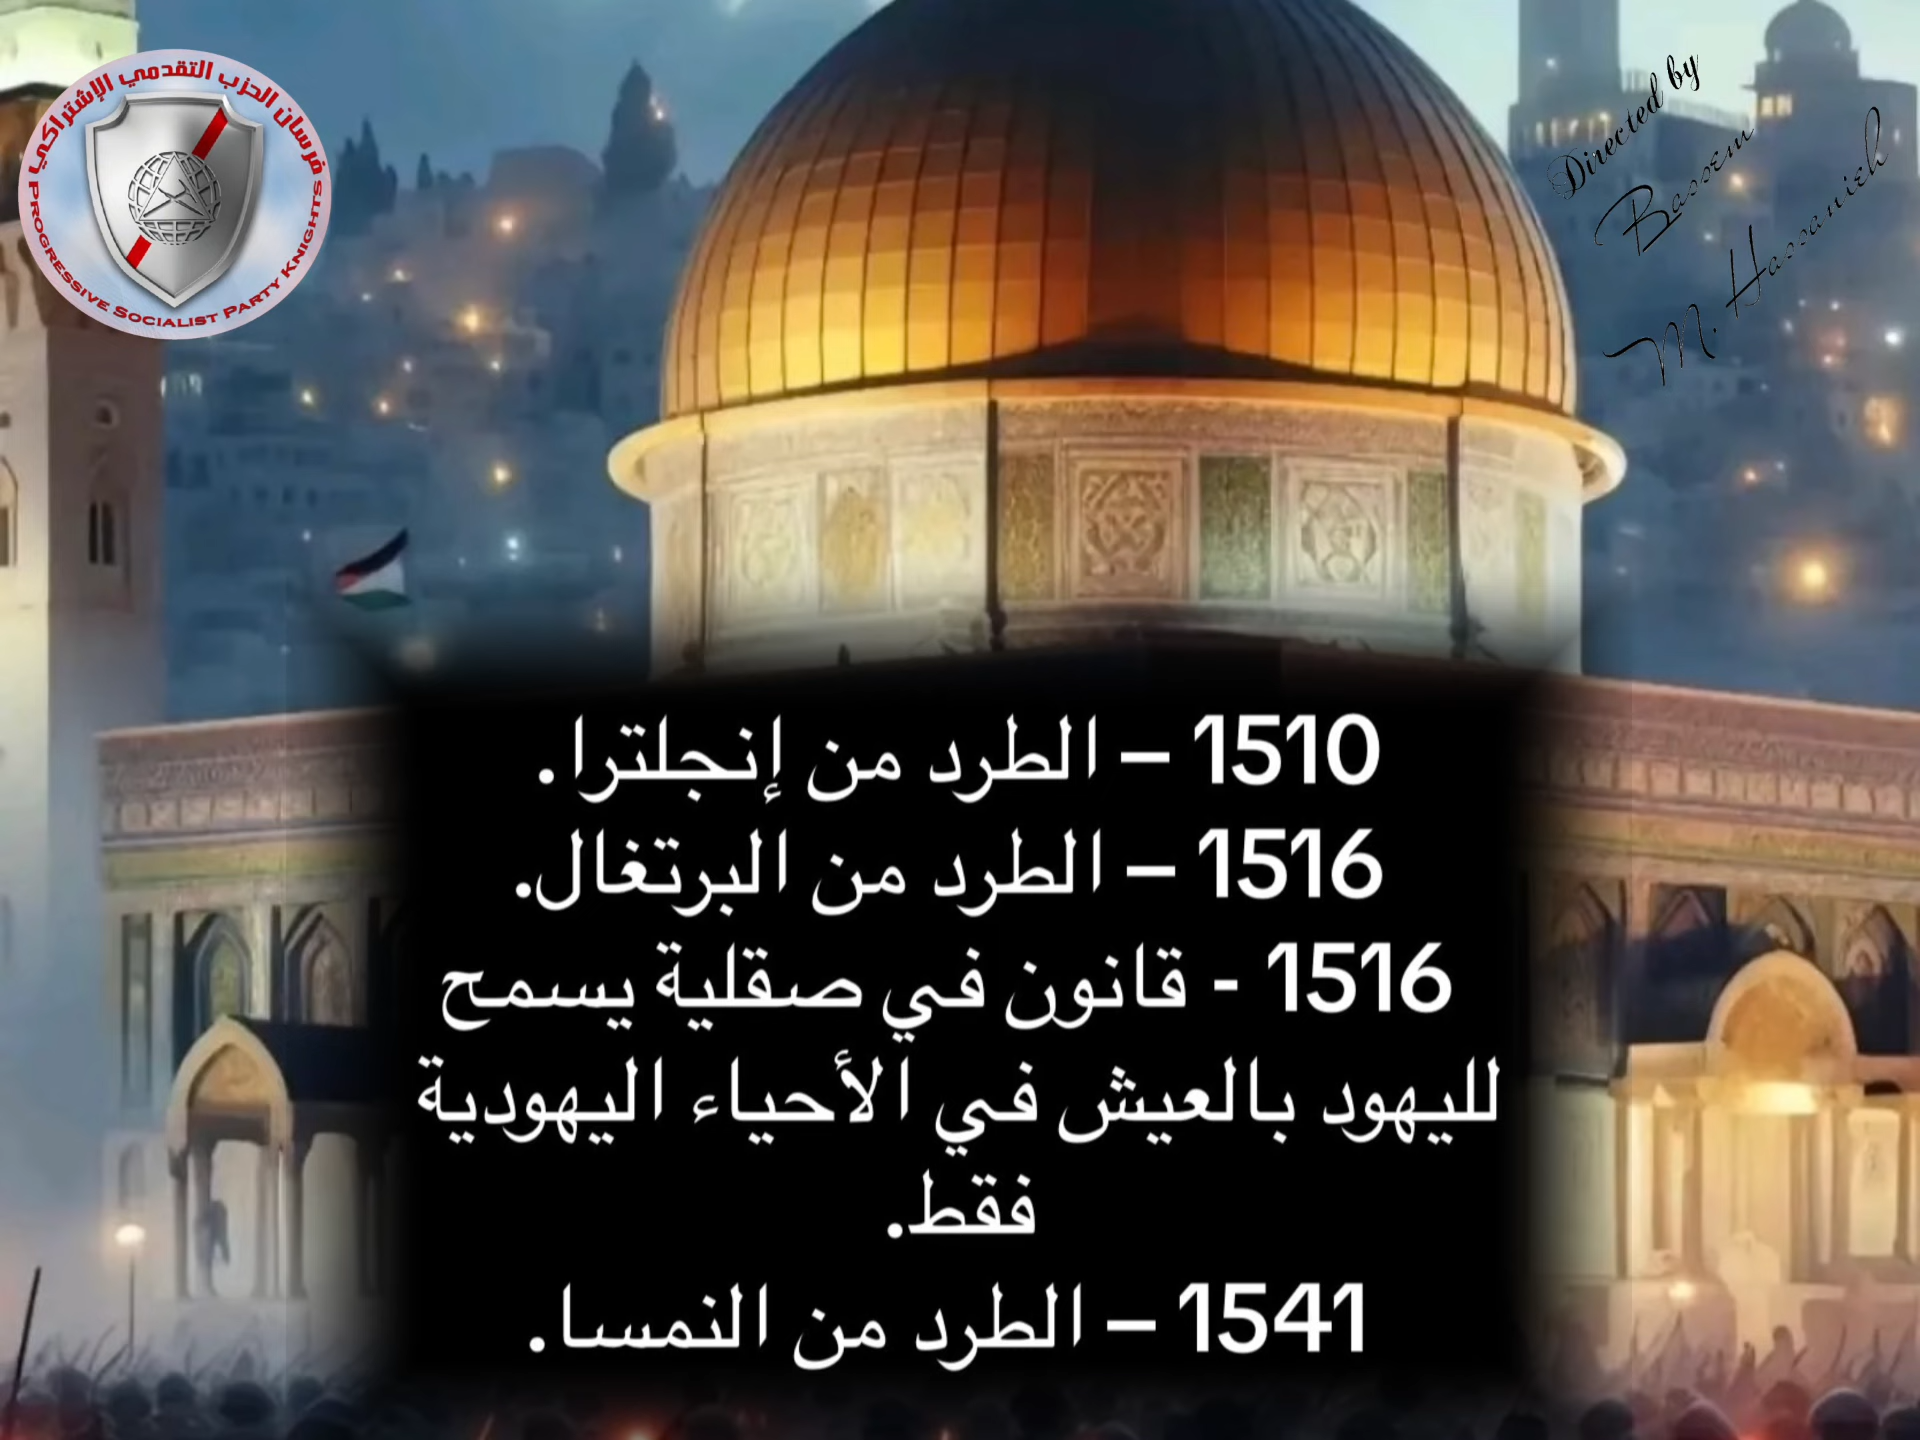 فرسان الحزب التقدمي الإشتراكي
PROGRESSIVE SOCIALIST PARTY KNIGHTS
Directed by
Bassem
M. Hassanieh
1510 – الطرد من إنجلترا.
1516 – الطرد من البرتغال.
1516 - قانون في صقلية يسمح
لليهود بالعيش في الأحياء اليهودية
فقط.
1541 – الطرد من النمسا.